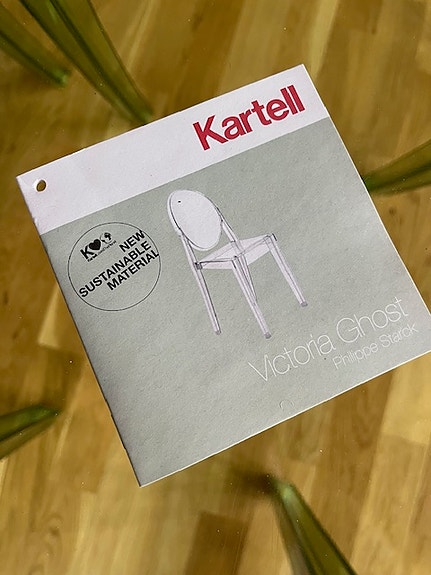 Kartell
K
NEW
SUSTAINABLE
MATERIAL
Victoria Ghost
Philippe Starck